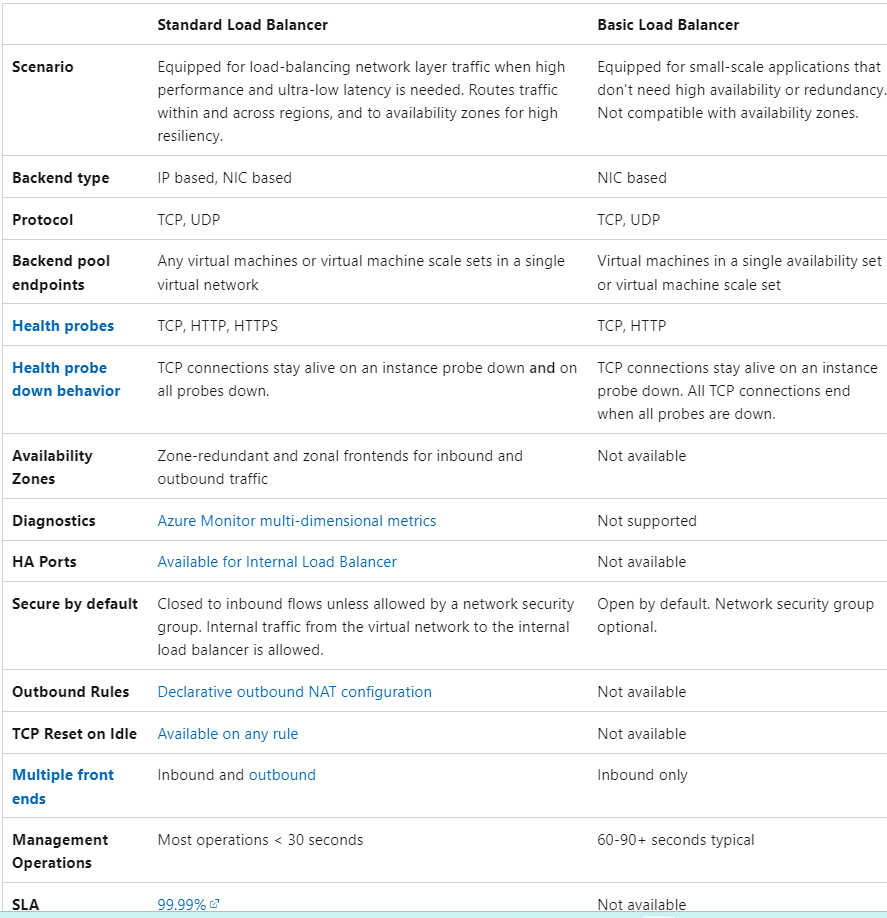 Standard Load Balancer Basic Load Balancer
Scenario Equipped for load-balancing network layer traffic when high Equipped for small-scale applications that
performance and ultra-low latency is needed. Routes traffic don't need high availability or redundancy.
within and across regions, and to availability zones for high Not compatible with availability zones.
resiliency.
Backend type IP based, NIC based NIC based
Protocol TCP, UDP TCP, UDP
Backend pool Any virtual machines or virtual machine scale sets in a single Virtual machines in a single availability set
endpoints virtual network or virtual machine scale set
Health probes TCP, HTTP, HTTPS TCP, HTTP
Health probe TCP connections stay alive on an instance probe down and on TCP connections stay alive on an instance
down behavior all probes down. probe down. All TCP connections end
when all probes are down.
Availability Zone-redundant and zonal frontends for inbound and Not available
Zones outbound traffic
Diagnostics Azure Monitor multi-dimensional metrics Not supported
HA Ports Available for Internal Load Balancer Not available
Secure by default Closed to inbound flows unless allowed by a network security Open by default. Network security group
group. Internal traffic from the virtual network to the internal optional.
load balancer is allowed.
Outbound Rules Declarative outbound NAT configuration Not available
TCP Reset on Idle Available on any rule Not available
Multiple front Inbound and outbound Inbound only
ends
Management Most operations < 30 seconds 60-90+ seconds typical
Operations
SLA 99.99% Not available